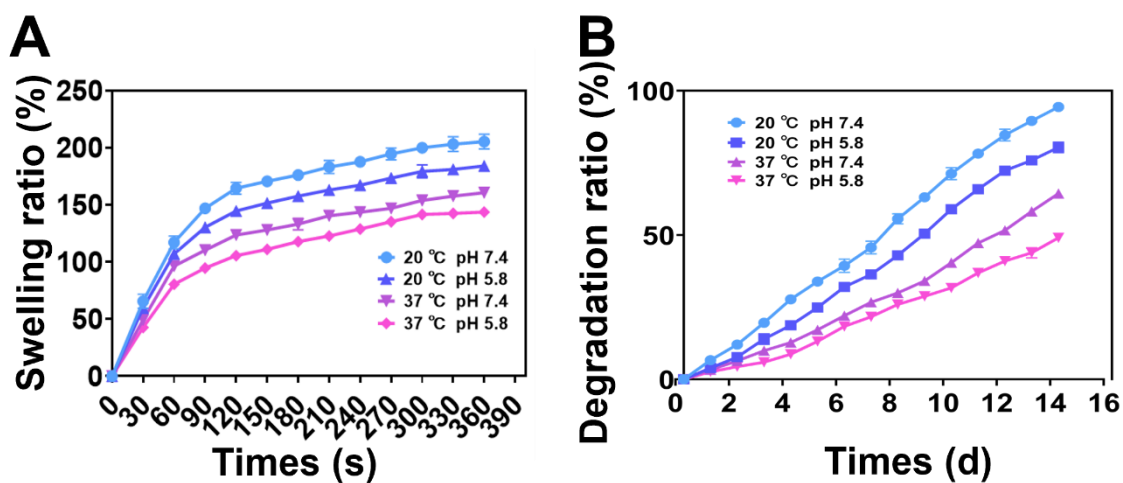 A
Swelling ratio (%)
250
200
150
100
50
0
0
30
60
90
120
150
180
210
240
270
300
330
360
390
Times (s)
20 °C pH 7.4
20 °C pH 5.8
37 °C pH 7.4
37 °C pH 5.8
B
Degradation ratio (%)
100
50
0
0
2
4
6
8
10
12
14
16
Times (d)
20 °C pH 7.4
20 °C pH 5.8
37 °C pH 7.4
37 °C pH 5.8